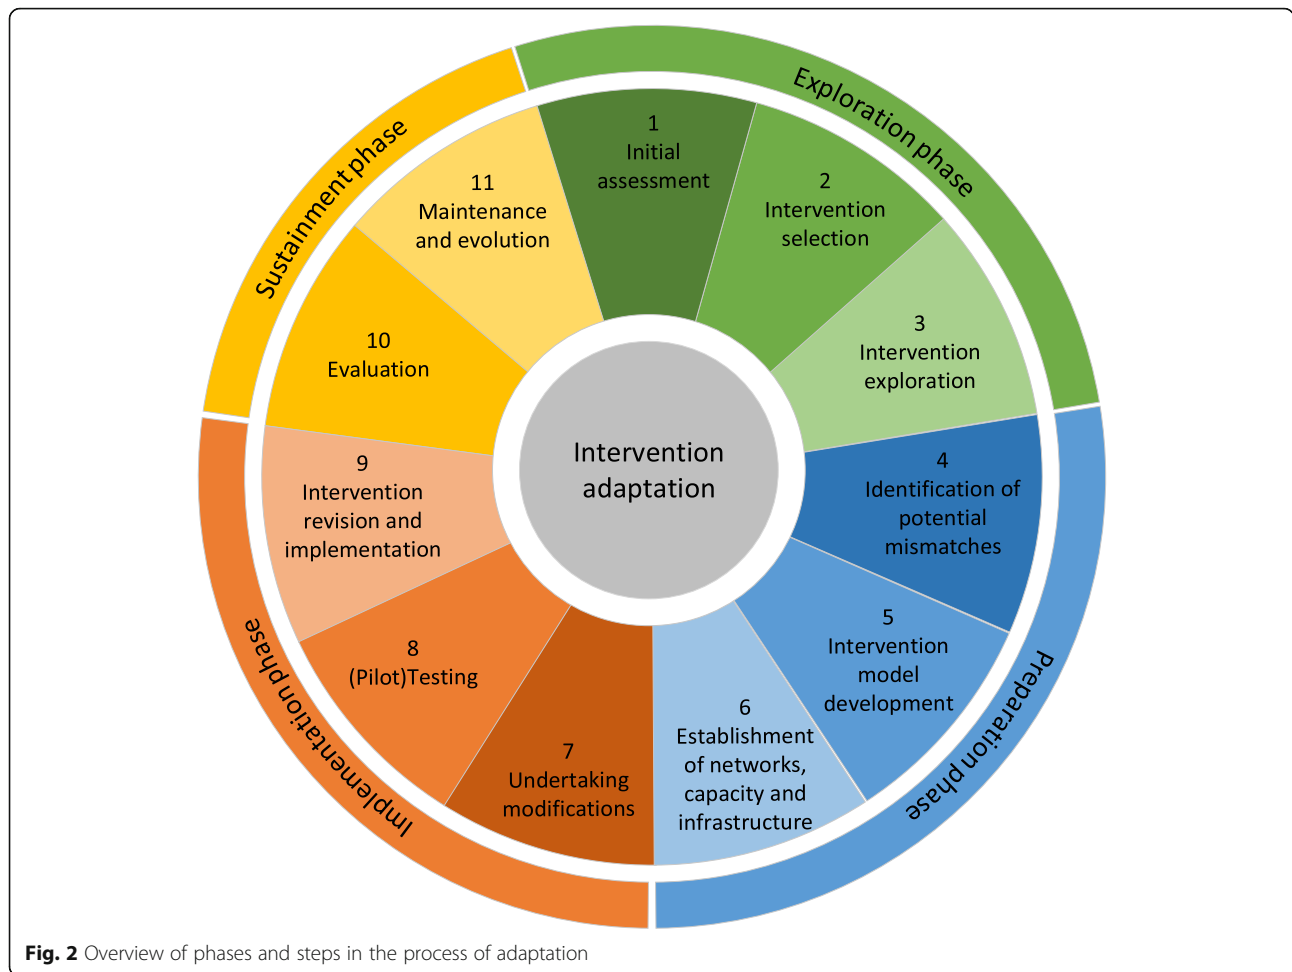 Exploration phase
1
Initial
assessment
2
Intervention
selection
3
Intervention
exploration
Preparation phase
4
Identification of
potential
mismatches
5
Intervention
model
development
6
Establishment
of networks,
capacity and
infrastructure
Implementation phase
7
Undertaking
modifications
8
(Pilot)Testing
9
Intervention
revision and
implementation
Sustainment phase
10
Evaluation
11
Maintenance
and evolution
Intervention
adaptation
Fig. 2 Overview of phases and steps in the process of adaptation